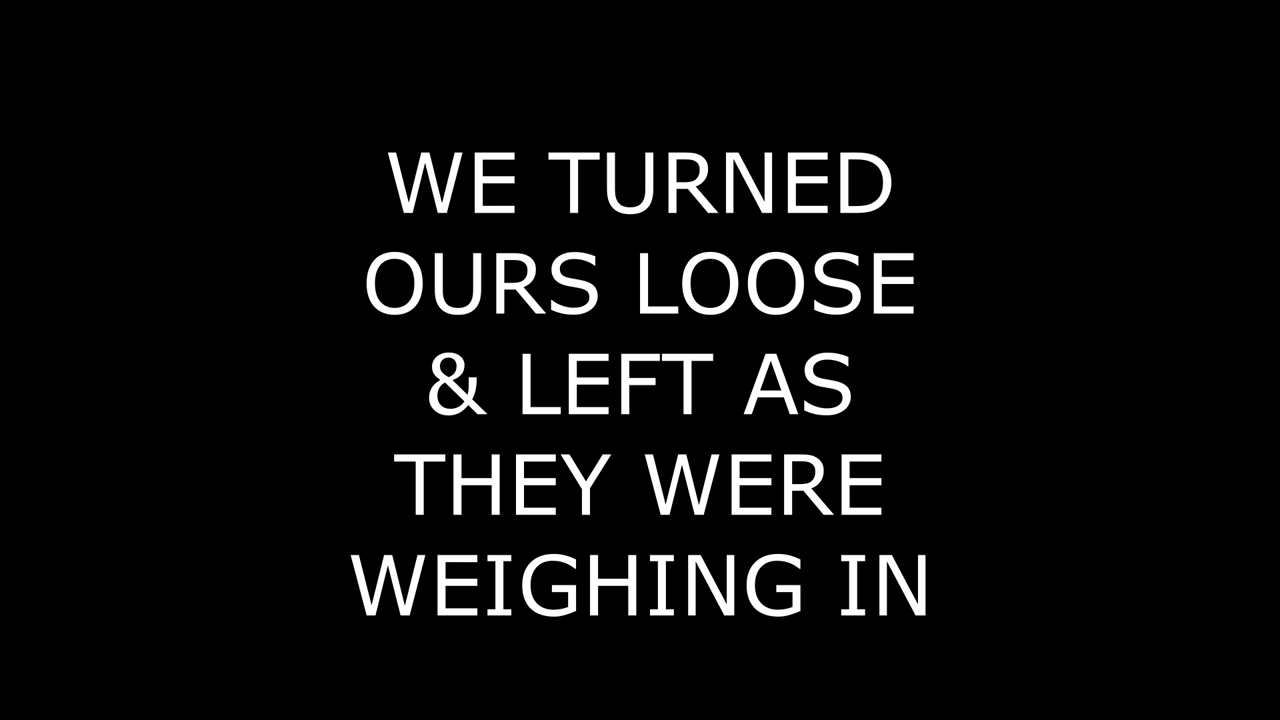 WE TURNED
OURS LOOSE
& LEFT AS
THEY WERE
WEIGHING IN